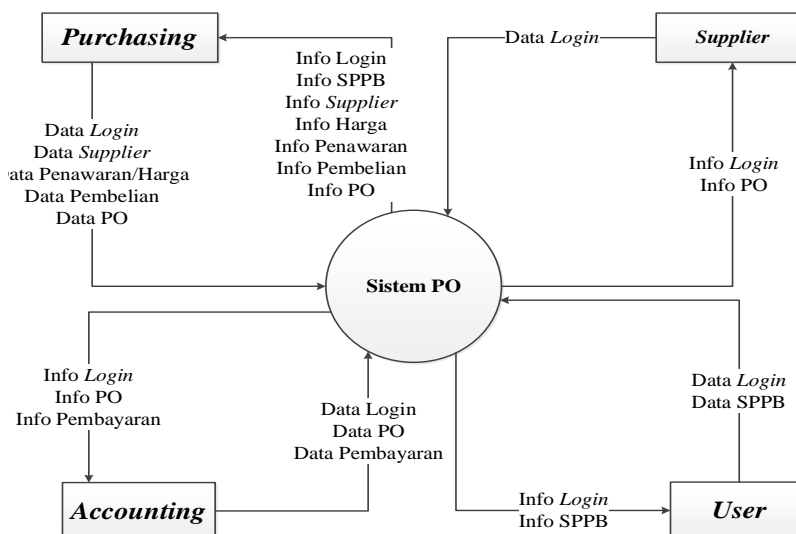 Purchasing
Supplier
Data Login
Info Login
Info SPPB
Info Supplier
Info Harga
Info Penawaran
Info Pembelian
Info PO
Data Login
Data Supplier
ata Penawaran/Harga
Data Pembelian
Data PO
Info Login
Info PO
Sistem PO
Info Login
Info PO
Info Pembayaran
Data Login
Data PO
Data Pembayaran
Data Login
Data SPPB
Info Login
Info SPPB
Accounting
User